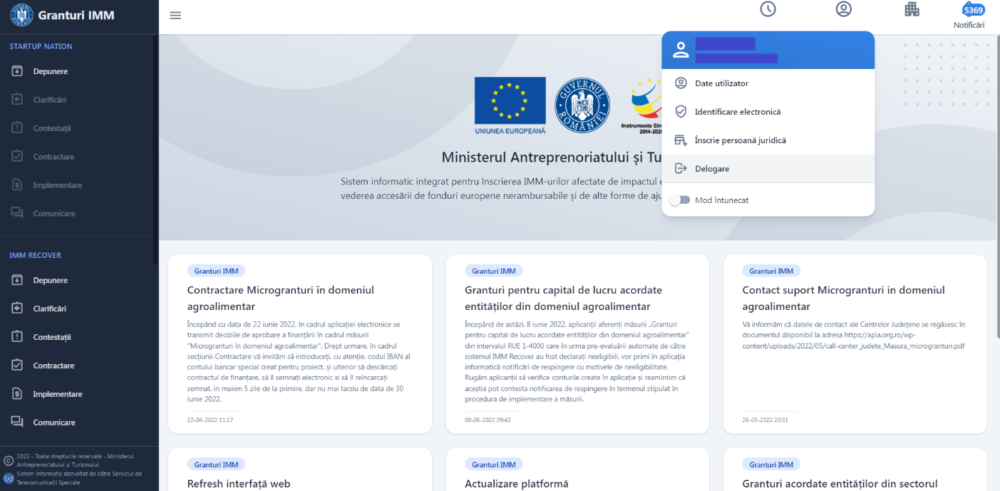 Granturi IMM
5369
Notificări
STARTUP NATION
Depunere
Clarificări
Contestații
Contractare
Implementare
Comunicare
IMM RECOVER
Depunere
Clarificări
Contestații
Contractare
Implementare
Comunicare
2022 - Toate drepturile rezervate - Ministerul
Antreprenoriatului și Turismului
Sistem informatic dezvoltat de către Serviciul de
Telecomunicații Speciale
Date utilizator
Identificare electronică
Înscrie persoană juridică
Delogare
Mod întunecat
UNIUNEA EUROPEANĂ
GUVERNUL
ROMÂNIEI
Instrumente Str
2014-202
Ministerul Antreprenoriatului și Tu
Sistem informatic integrat pentru înscrierea IMM-urilor afectate de impactul
vederea accesării de fonduri europene nerambursabile și de alte forme de aju
Granturi IMM
Contractare Microgranturi în domeniul
agroalimentar
Începând cu data de 22 iunie 2022, în cadrul aplicației electronice se
transmit deciziile de aprobare a finanțării în cadrul măsurii
"Microgranturi în domeniul agroalimentar". Drept urmare, în cadrul
secțiunii Contractare vă invităm să introduceți, cu atenție, codul IBAN al
contului bancar special creat pentru proiect, și ulterior să descărcați
contractul de finanțare, să îl semnați electronic si să îl reîncarcați
semnat, in maxim 5 zile de la primire, dar nu mai tarziu de data de 30
iunie 2022.
22-06-2022 11:17
Granturi IMM
Granturi pentru capital de lucru acordate
entităților din domeniul agroalimentar
Începand de astăzi, 8 iunie 2022, aplicanții aferenți măsurii „Granturi
pentru capital de lucru acordate entităților din domeniul agroalimentar”
din intervalul RUE 1-4000 care în urma pre-evaluării automate de către
sistemul IMM Recover au fost declarați neeligibili, vor primi în aplicația
informatică notificări de respingere cu motivele de neeligibilitate.
Rugăm aplicanții să verifice conturile create în aplicație și reamintim că
aceștia pot contesta notificarea de respingere în termenul stipulat în
procedura de implementare a măsurii.
08-06-2022 09:42
Granturi IMM
Contact suport Microgranturi in domeniul
agroalimentar
Vă informăm că datele de contact ale Centrelor Județene se regăsesc în
documentul disponibil la adresa https://apia.org.ro/wp-
content/uploads/2022/05/call-center_judete_Masura_microgranturi.pdf
26-05-2022 20:31
Granturi IMM
Refresh interfață web
Granturi IMM
Actualizare platformă
Granturi IMM
Granturi acordate entităților din sectorul